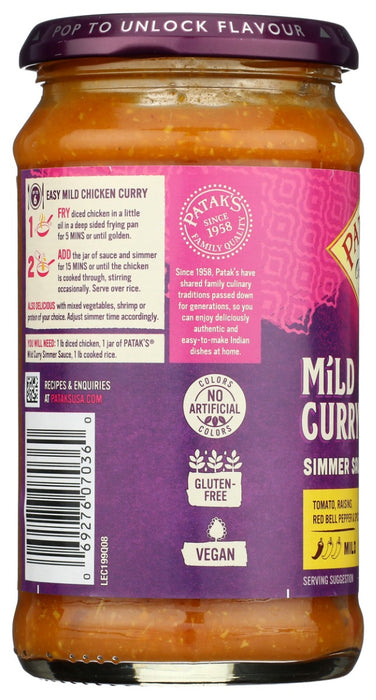 POP TO UNLOCK FLAVOUR
EASY MILD CHICKEN CURRY
1 FRY diced chicken in a little
oil in a deep sided frying pan
for 5 MINS or until golden.
2 ADD the jar of sauce and simmer
for 15 MINS or until the chicken
is cooked through, stirring
occasionally. Serve over rice.
ALSO DELICIOUS with mixed vegetables, shrimp or
protein of your choice. Adjust simmer time accordingly.
YOU WILL NEED: 1 lb diced chicken, 1 jar of PATAK'S®
Mild Curry Simmer Sauce, 1 lb cooked rice.
RECIPES & ENQUIRIES
AT PATAKSUSA.COM
0 69276 07036 0
LEC199Q08
PATAK'S
SINCE
1958
FAMILY QUALITY
Since 1958, Patak's have
shared family culinary
traditions passed down
for generations, so you
can enjoy deliciously
authentic and
easy-to-make Indian
dishes at home.
COLORS
NO
ARTIFICIAL
COLORS
GLUTEN-
FREE
VEGAN
MILD
CURRY
SIMMER
TOMATO, RAISING,
RED BELL PEPPER &
MILD
SERVING SUGGESTION